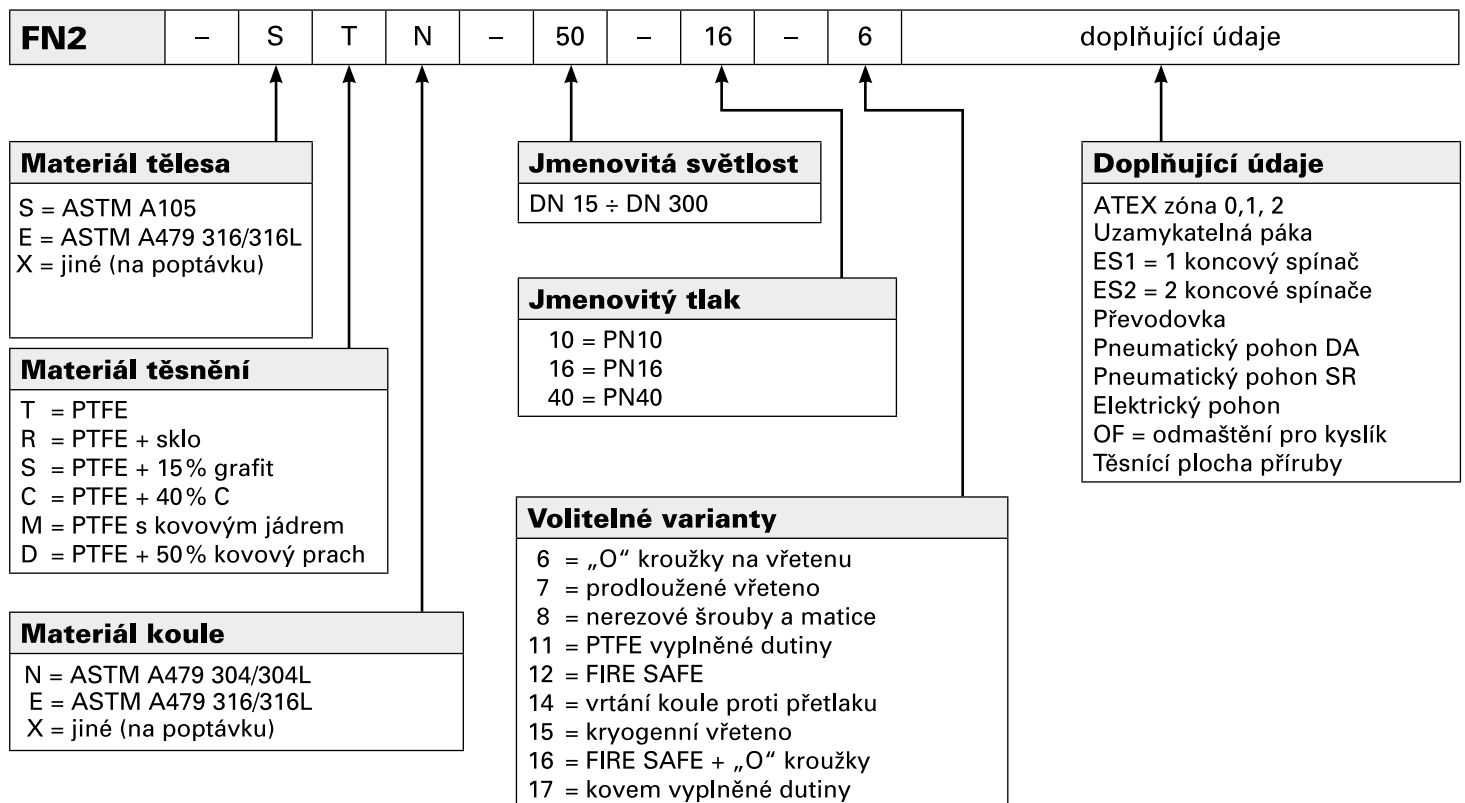 FN2 – S T N – 50 – 16 – 6 doplňující údaje
Materiál tělesa
S = ASTM A105
E = ASTM A479 316/316L
X = jiné (na poptávku)
Materiál těsnění
T = PTFE
R = PTFE + sklo
S = PTFE + 15% grafit
C = PTFE + 40% C
M = PTFE s kovovým jádrem
D = PTFE + 50% kovový prach
Materiál koule
N = ASTM A479 304/304L
E = ASTM A479 316/316L
X = jiné (na poptávku)
Jmenovitá světlost
DN 15 ÷ DN 300
Jmenovitý tlak
10 = PN10
16 = PN16
40 = PN40
Volitelné varianty
6 = „O“ kroužky na vřetenu
7 = prodloužené vřeteno
8 = nerezové šrouby a matice
11 = PTFE vyplněné dutiny
12 = FIRE SAFE
14 = vrtání koule proti přetlaku
15 = kryogenní vřeteno
16 = FIRE SAFE + „O“ kroužky
17 = kovem vyplněné dutiny
Doplňující údaje
ATEX zóna 0,1, 2
Uzamykatelná páka
ES1 = 1 koncový spínač
ES2 = 2 koncové spínače
Převodovka
Pneumatický pohon DA
Pneumatický pohon SR
Elektrický pohon
OF = odmaštění pro kyslík
Těsnící plocha příruby